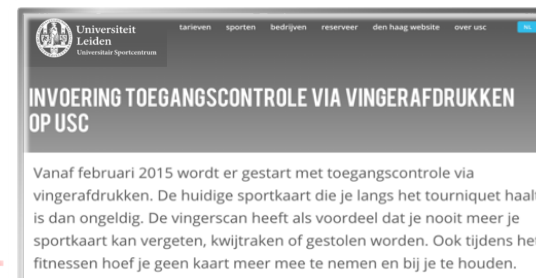 Universiteit
Leiden
Universitair Sportcentrum
tarieven sporten bedrijven reserveer den haag website over usc NL
INVOERING TOEGANGSCONTROLE VIA VINGERAFDRUKKEN
OP USC
Vanaf februari 2015 wordt er gestart met toegangscontrole via
vingerafdrukken. De huidige sportkaart die je langs het tourniquet haalt
is dan ongeldig. De vingerscan heeft als voordeel dat je nooit meer je
sportkaart kan vergeten, kwijtraken of gestolen worden. Ook tijdens het
fitnessen hoef je geen kaart meer mee te nemen en bij je te houden.